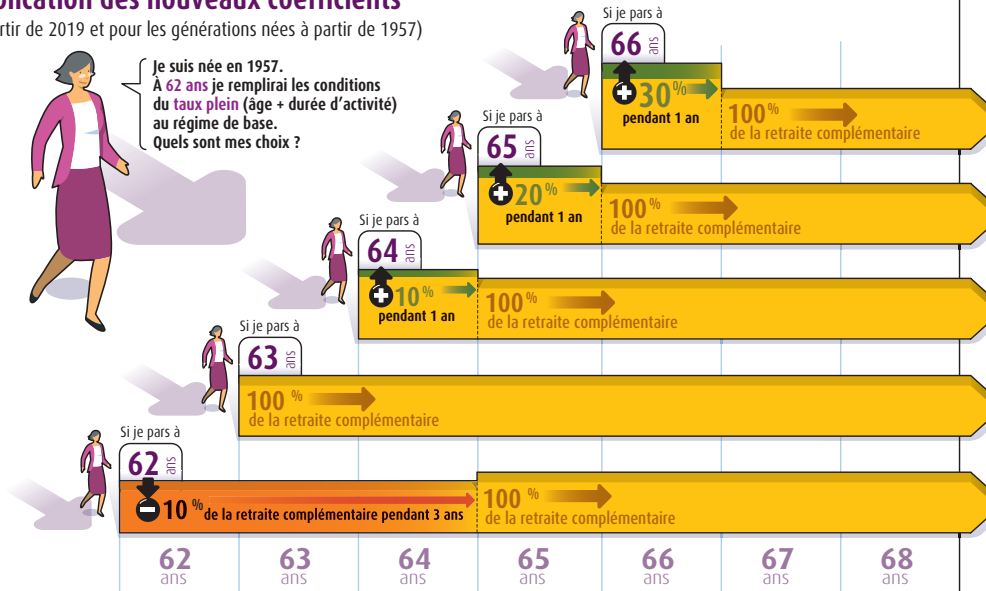 lication des nouveaux coefficients
rtir de 2019 et pour les générations nées à partir de 1957)
Je suis née en 1957.
À 62 ans je remplirai les conditions
du taux plein (âge + durée d’activité)
au régime de base.
Quels sont mes choix ?
Si je pars à
66 ans
+ 30 %
pendant 1 an
100 %
de la retraite complémentaire
Si je pars à
65 ans
+ 20 %
pendant 1 an
100 %
de la retraite complémentaire
Si je pars à
64 ans
+ 10 %
pendant 1 an
100 %
de la retraite complémentaire
Si je pars à
63 ans
100 %
de la retraite complémentaire
Si je pars à
62 ans
- 10 % de la retraite complémentaire pendant 3 ans
100 %
de la retraite complémentaire
62 63 64 65 66 67 68
ans ans ans ans ans ans ans